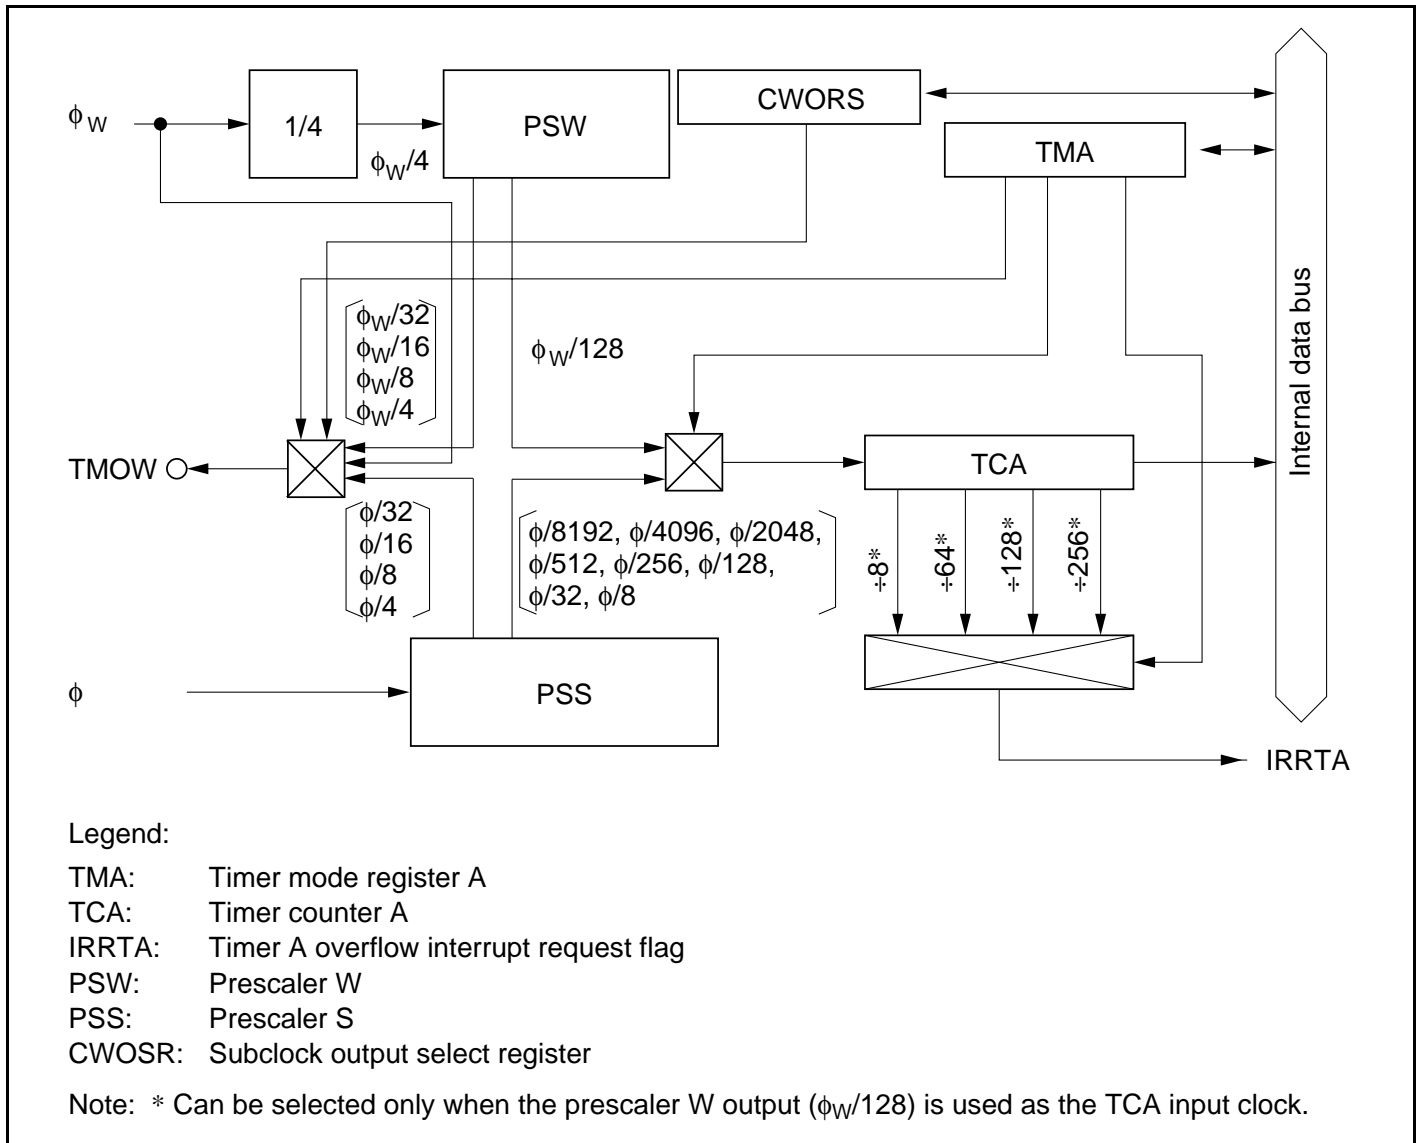 ϕW
1/4
ϕW/4
PSW
CWORS
TMA
Internal data bus
ϕW/32
ϕW/16
ϕW/8
ϕW/4
ϕW/128
TMOW
TCA
ϕ/32
ϕ/16
ϕ/8
ϕ/4
ϕ/8192, ϕ/4096, ϕ/2048,
ϕ/512, ϕ/256, ϕ/128,
ϕ/32, ϕ/8
÷8*
÷64*
÷128*
÷256*
ϕ
PSS
IRRTA
Legend:
TMA: Timer mode register A
TCA: Timer counter A
IRRTA: Timer A overflow interrupt request flag
PSW: Prescaler W
PSS: Prescaler S
CWOSR: Subclock output select register
Note: * Can be selected only when the prescaler W output (ϕW/128) is used as the TCA input clock.